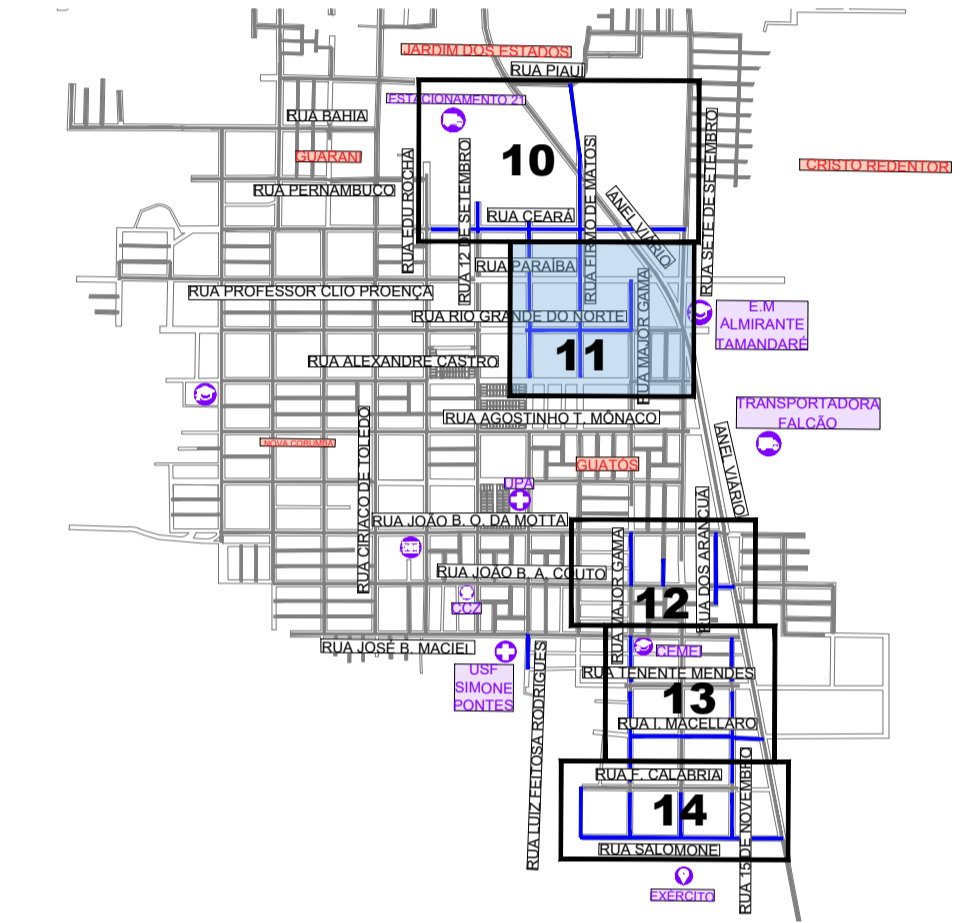 JARDIM DOS ESTADOS
RUA PIAUI
ESTACIONAMENTO 21
RUA BAHIA
GUARANI
10
CRISTO REDENTOR
RUA PERNAMBUCO
RUA EDU ROCHA
RUA 12 DE SETEMBRO
RUA CEARÁ
RUA FIRMO DE MATOS
ANEL VIÁRIO
RUA SETE DE SETEMBRO
RUA PARAÍBA
RUA PROFESSOR CLIO PROENÇA
RUA RIO GRANDE DO NORTE
RUA MAJOR GAMA
E.M
ALMIRANTE
TAMANDARÉ
11
RUA ALEXANDRE CASTRO
RUA AGOSTINHO T. MÔNACO
TRANSPORTADORA
FALCÃO
NOVA CORUMBÁ
RUA CIRIACO DE TOLEDO
GUATÓS
ANEL VIÁRIO
UPA
RUA JOÃO B. O. DA MOTTA
RUA DOS ARANCUÃ
RUA JOÃO B. A. COUTO
RUA MAJOR GAMA
12
CCZ
RUA JOSÉ B. MACIEL
CEMEI
USF
SIMONE
PONTES
RUA LUIZ FEITOSA RODRIGUES
RUA TENENTE MENDES
13
RUA I. MACELLARO
RUA F. CALÁBRIA
14
RUA 15 DE NOVEMBRO
RUA SALOMONE
EXÉRCITO